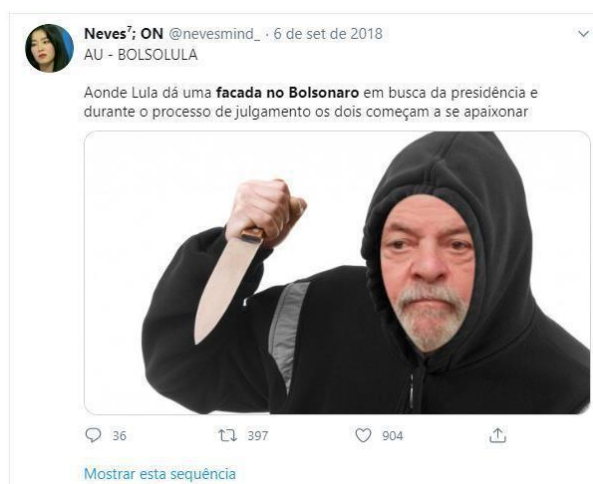 Neves⁷; ON @nevesmind_ · 6 de set de 2018
AU - BOLSOLULA
Aonde Lula dá uma facada no Bolsonaro em busca da presidência e
durante o processo de julgamento os dois começam a se apaixonar
36 397 904
Mostrar esta sequência